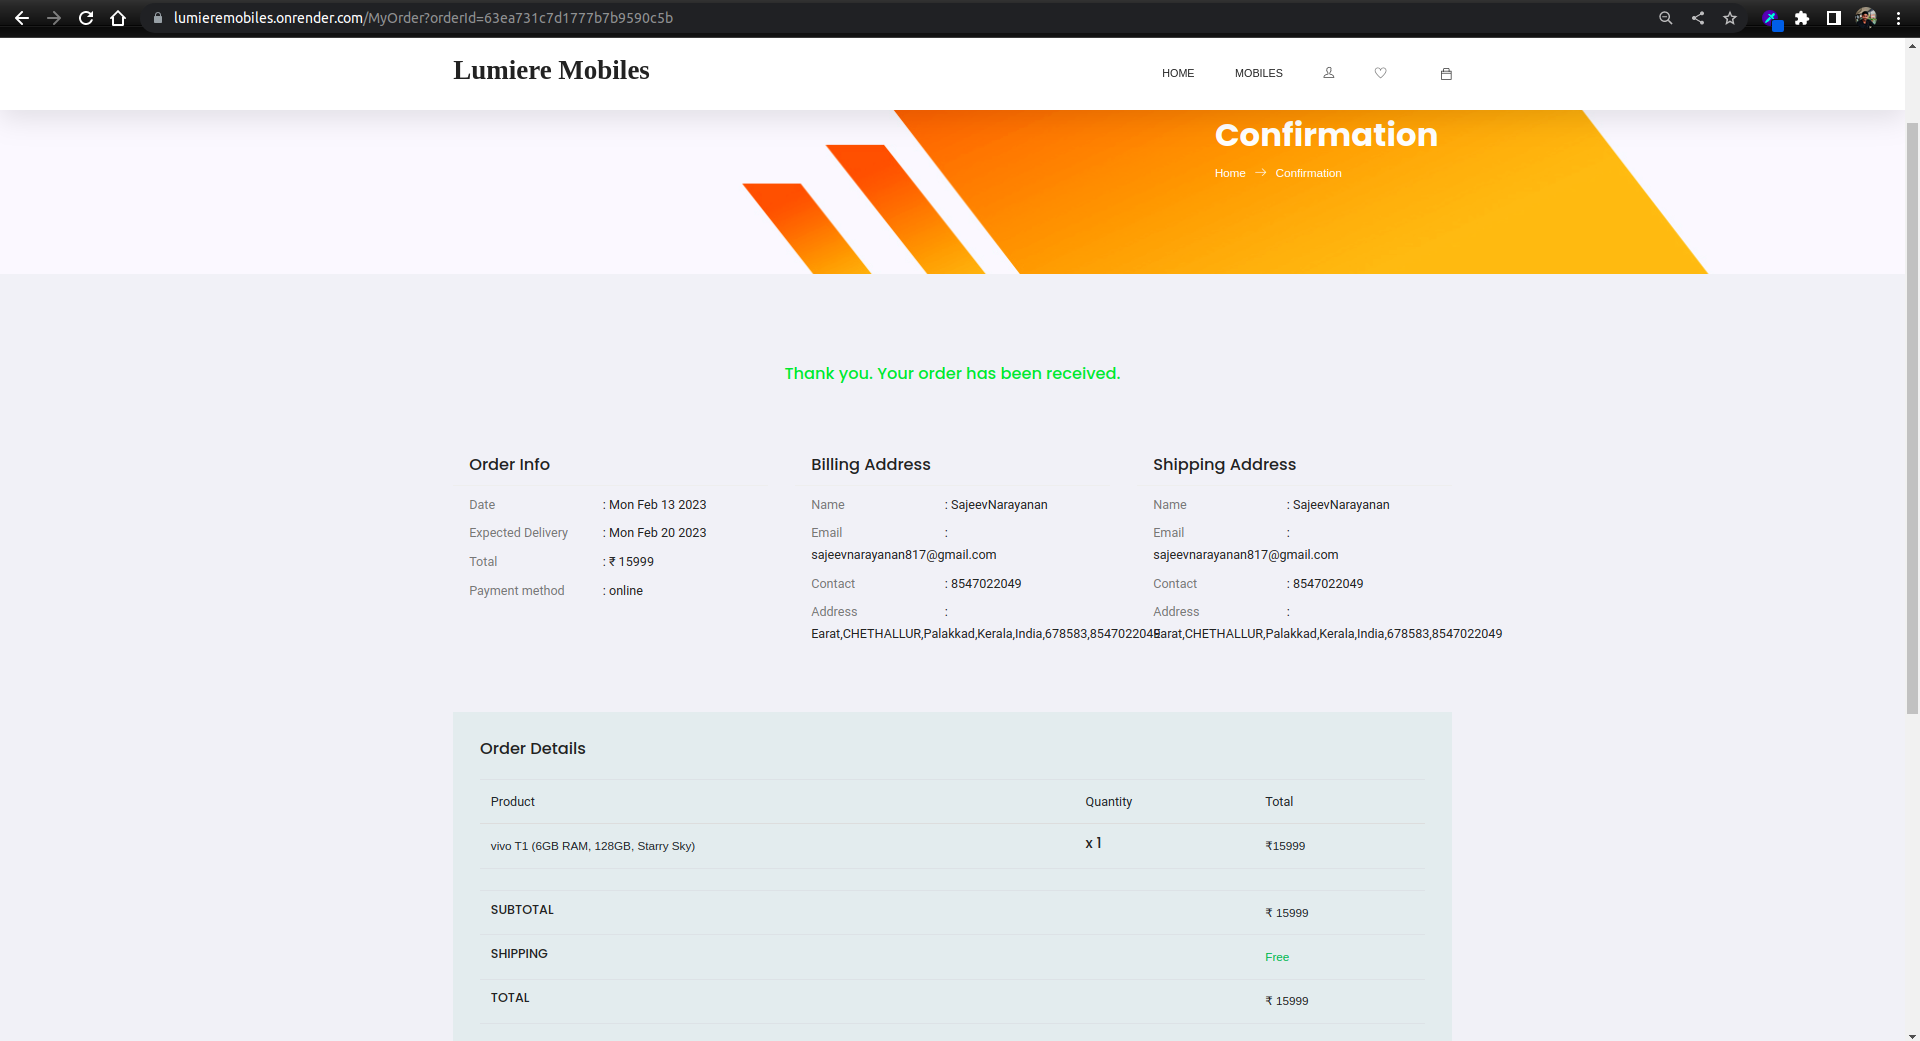 lumieremobiles.onrender.com/MyOrder?orderId=63ea731c7d1777b7b9590c5b
Lumiere Mobiles
HOME MOBILES
Confirmation
Home → Confirmation
Thank you. Your order has been received.
Order Info
Date : Mon Feb 13 2023
Expected Delivery : Mon Feb 20 2023
Total : ₹ 15999
Payment method : online
Billing Address
Name : SajeevNarayanan
Email :
sajeevnarayanan817@gmail.com
Contact : 8547022049
Address :
Earat,CHETHALLUR,Palakkad,Kerala,India,678583,8547022049
Shipping Address
Name : SajeevNarayanan
Email :
sajeevnarayanan817@gmail.com
Contact : 8547022049
Address :
Earat,CHETHALLUR,Palakkad,Kerala,India,678583,8547022049
Order Details
Product Quantity Total
vivo T1 (6GB RAM, 128GB, Starry Sky) x 1 ₹15999
SUBTOTAL ₹ 15999
SHIPPING Free
TOTAL ₹ 15999